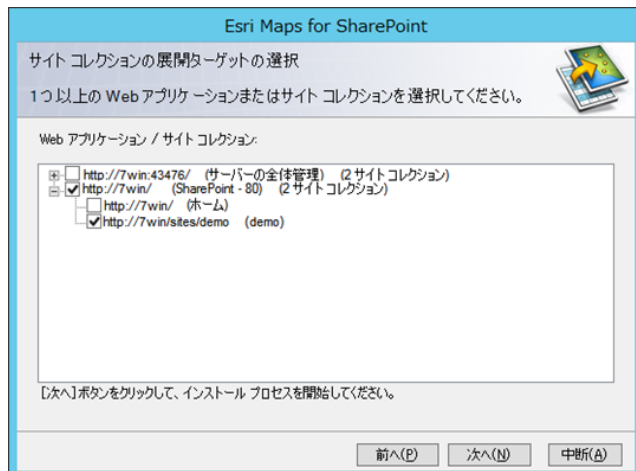 Esri Maps for SharePoint
サイト コレクションの展開ターゲットの選択
1つ以上の Web アプリケーションまたはサイト コレクションを選択してください。
Web アプリケーション / サイト コレクション:
http://7win:43476/ (サーバーの全体管理) (2 サイト コレクション)
http://7win/ (SharePoint - 80) (2 サイト コレクション)
http://7win/ (ホーム)
http://7win/sites/demo (demo)
[次へ] ボタンをクリックして、インストール プロセスを開始してください。
前へ(P) 次へ(N) 中断(A)